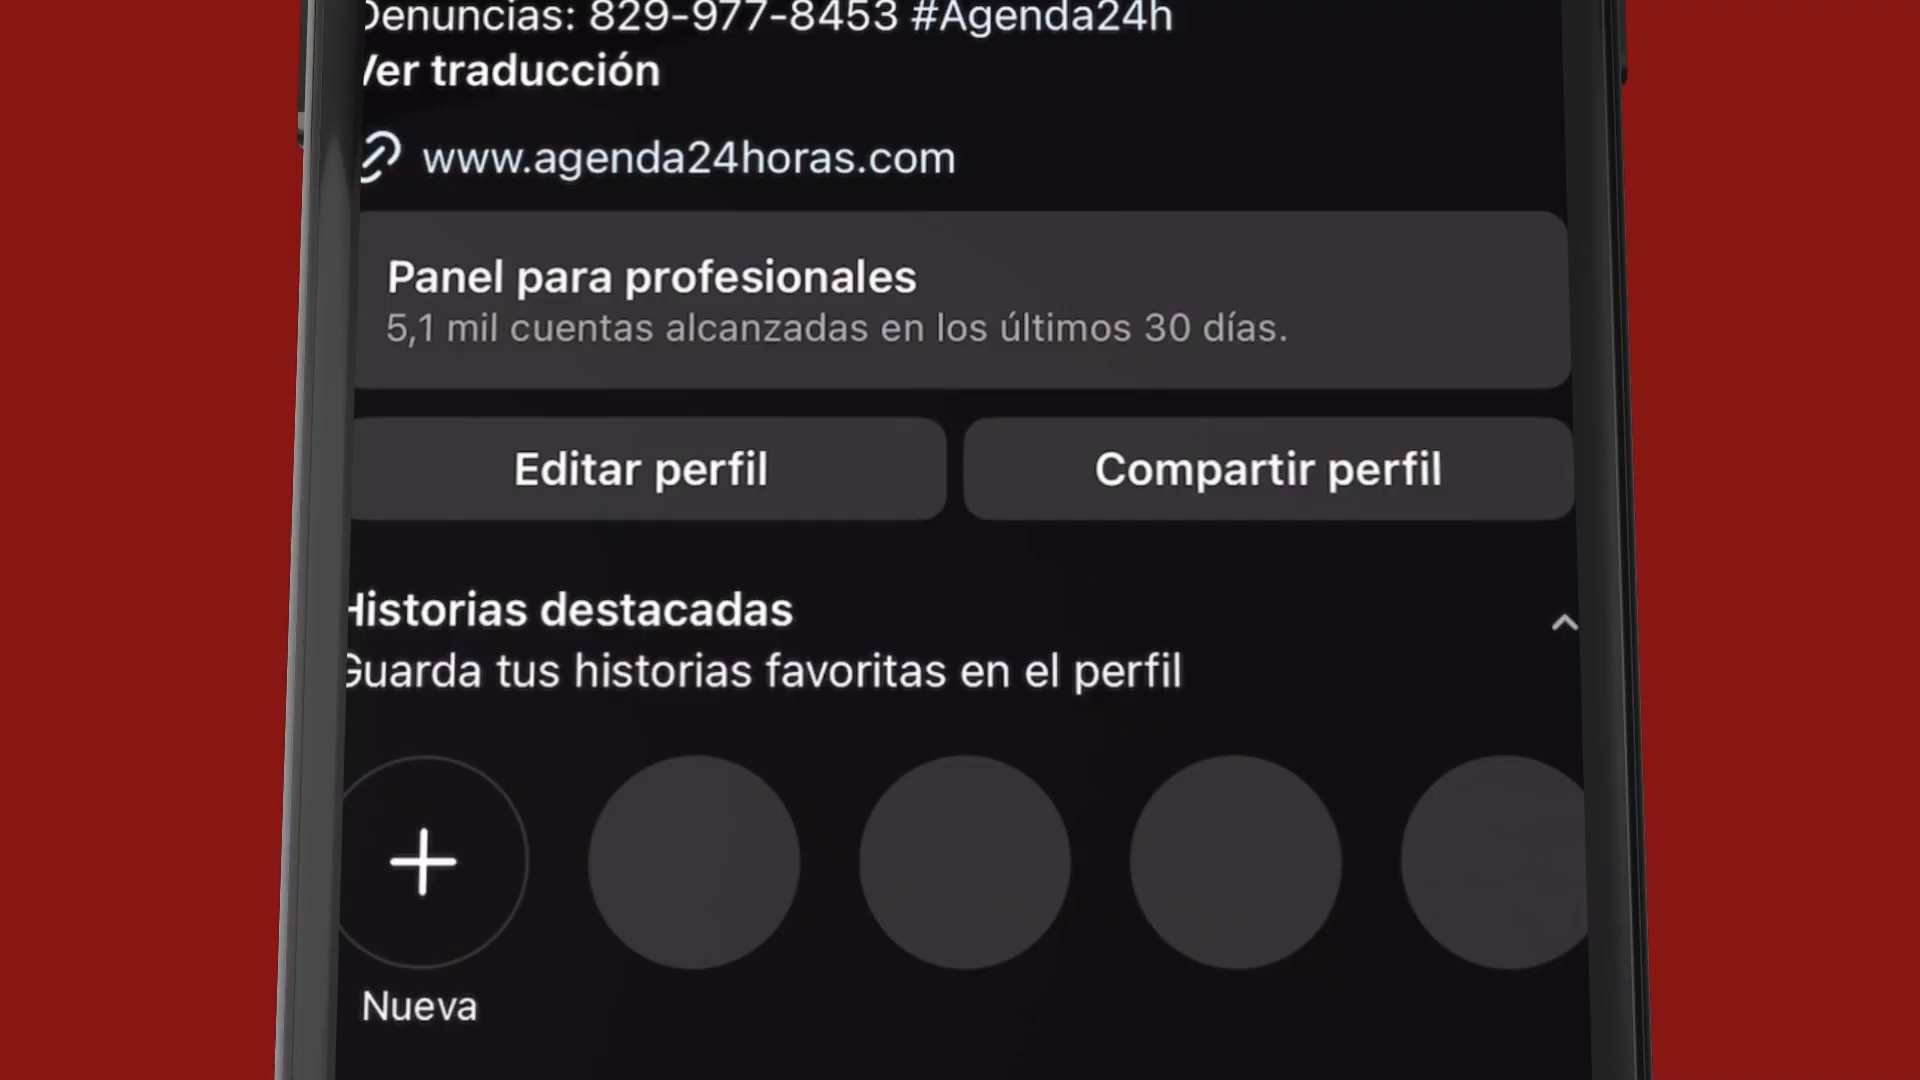 Denuncias: 829-977-8453 #Agenda24h
Ver traducción
www.agenda24horas.com
Panel para profesionales
5,1 mil cuentas alcanzadas en los últimos 30 días.
Editar perfil
Compartir perfil
Historias destacadas
Guarda tus historias favoritas en el perfil
Nueva